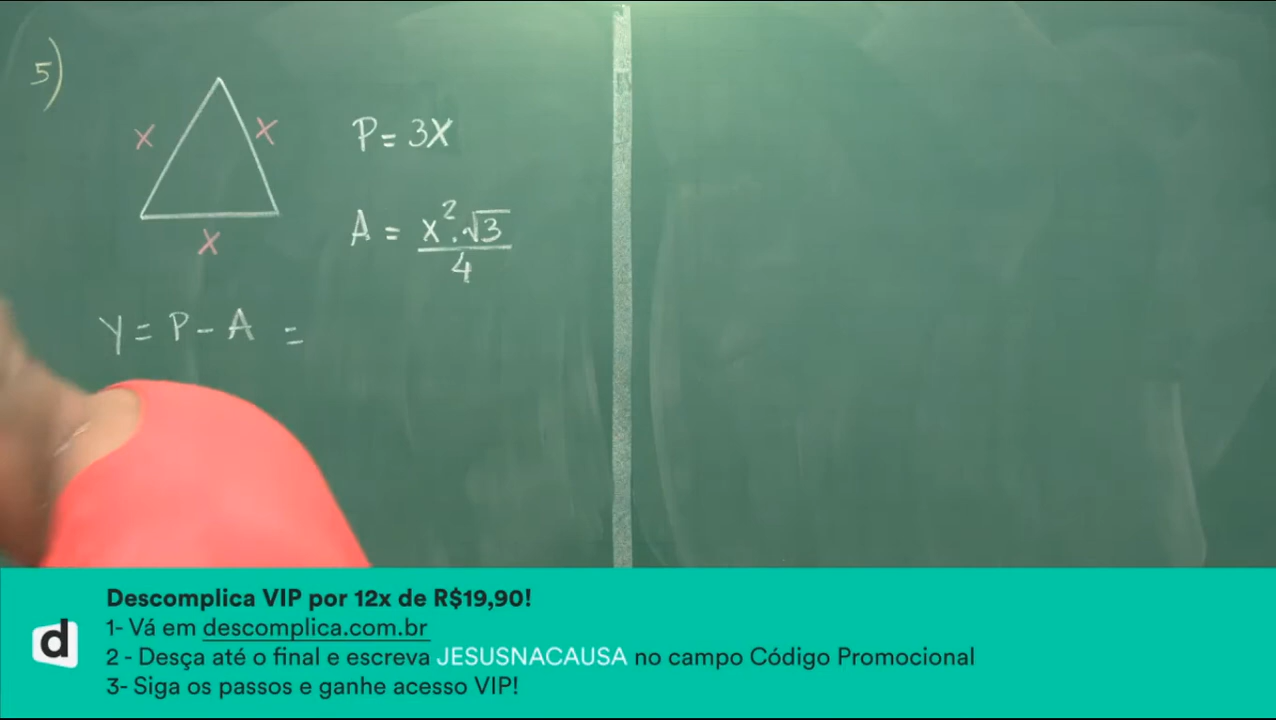 5)
X
X
X
P = 3X
A = x².√3
4
Y = P - A =
d
Descomplica VIP por 12x de R$19,90!
1- Vá em descomplica.com.br
2 - Desça até o final e escreva JESUSNACAUSA no campo Código Promocional
3- Siga os passos e ganhe acesso VIP!